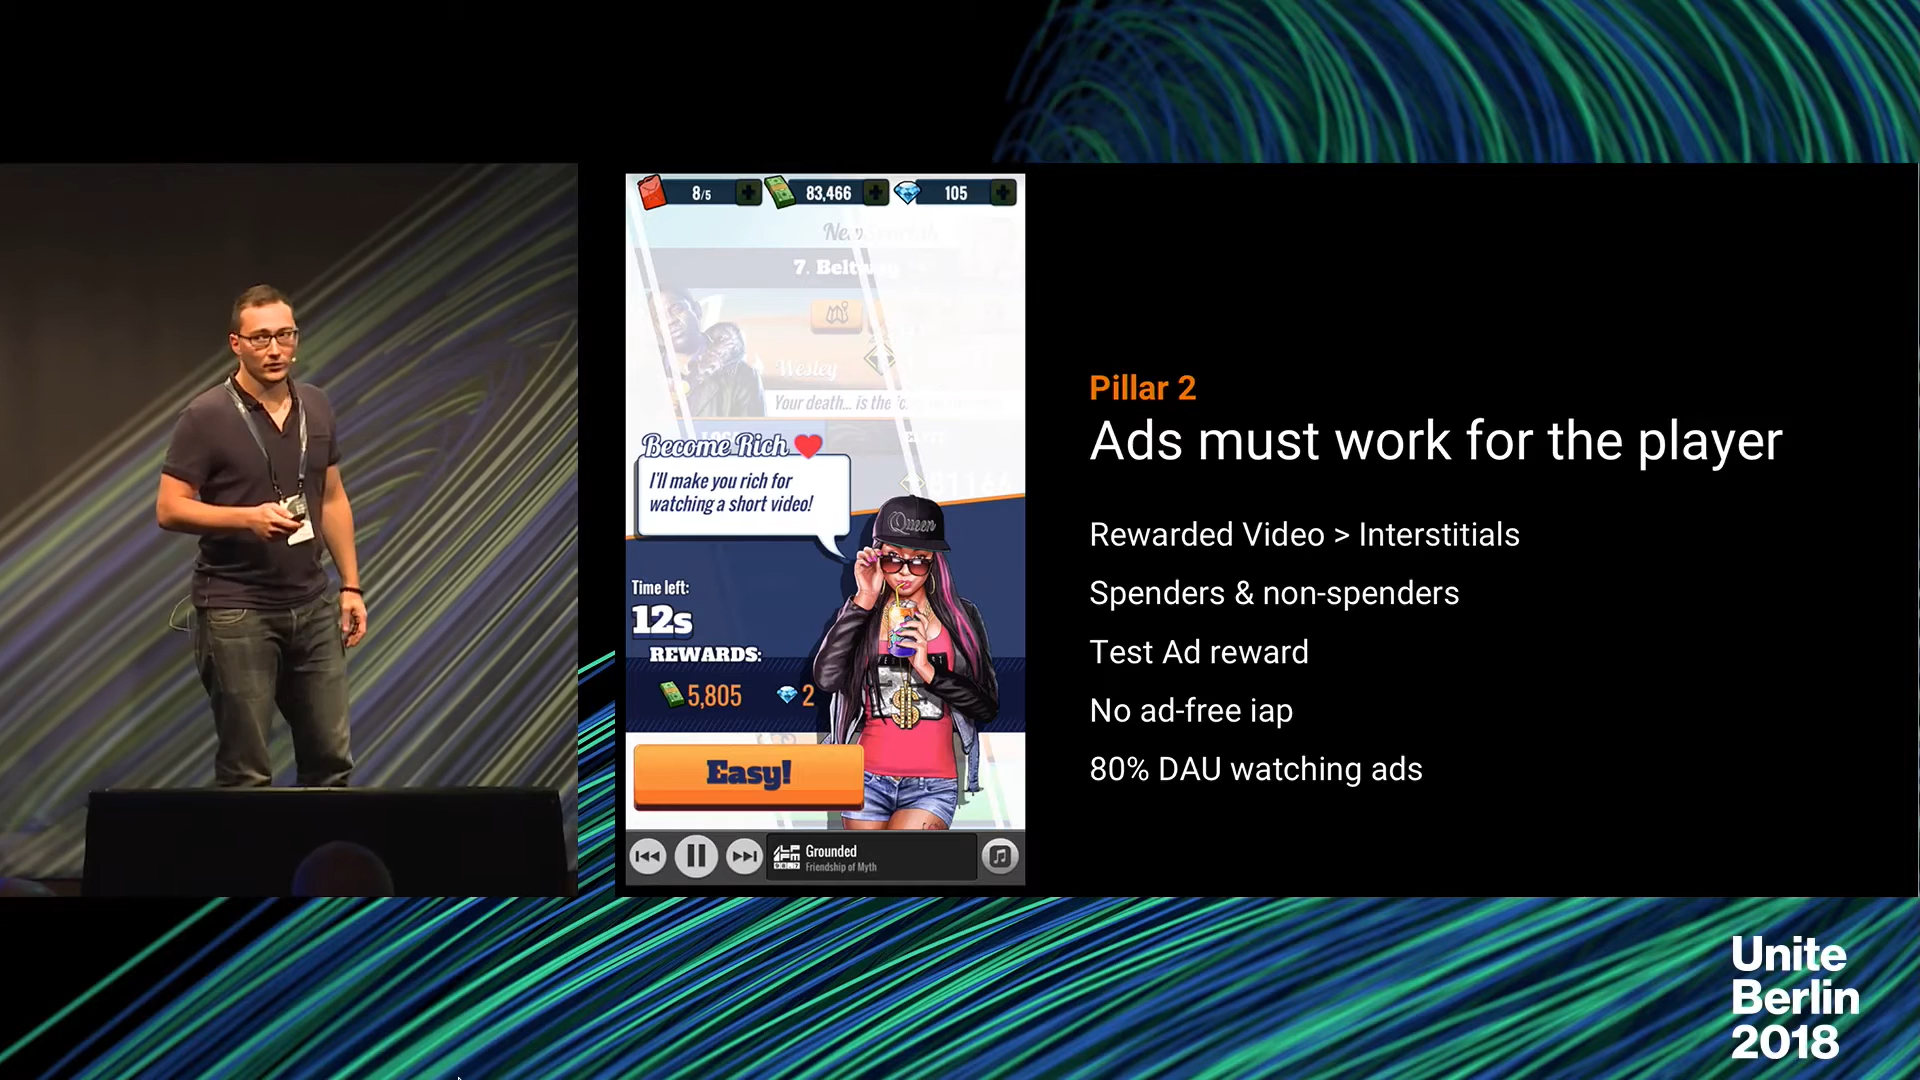 8/5
83,466
105
7. Beltway
Wesley
Your death... is the
Become Rich
I'll make you rich for
watching a short video!
Queen
Time left:
12s
REWARDS:
5,805
2
Easy!
Grounded
Friendship of Myth
Pillar 2
Ads must work for the player
Rewarded Video > Interstitials
Spenders & non-spenders
Test Ad reward
No ad-free iap
80% DAU watching ads
Unite
Berlin
2018